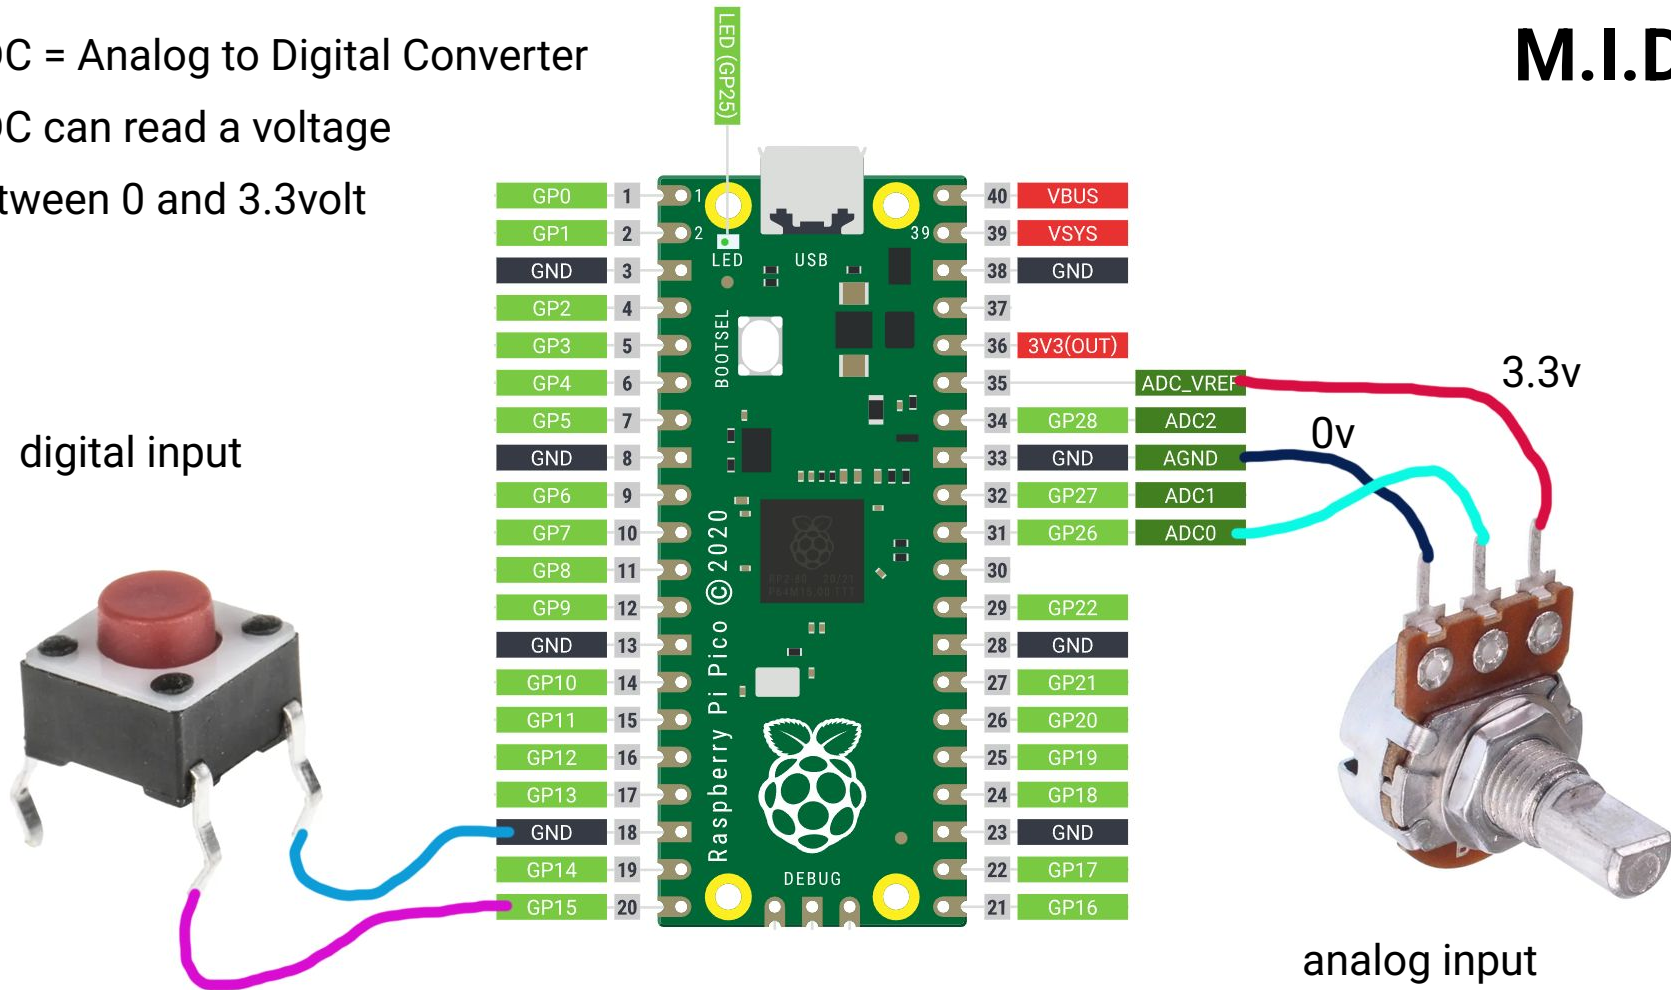 DC = Analog to Digital Converter
DC can read a voltage
tween 0 and 3.3volt
M.I.D
LED (GP25)
GP0 1 1 40 VBUS
GP1 2 2 39 39 VSYS
LED USB
GND 3 38 GND
GP2 4 37
BOOTSEL
GP3 5 36 3V3(OUT)
GP4 6 35 ADC_VREF
3.3v
GP5 7 34 GP28 ADC2
0v
digital input
GND 8 33 GND AGND
GP6 9 32 GP27 ADC1
GP7 10 31 GP26 ADC0
GP8 11 30
GP9 12 29 GP22
GND 13 28 GND
GP10 14 27 GP21
GP11 15 26 GP20
GP12 16 25 GP19
GP13 17 24 GP18
GND 18 23 GND
GP14 19 22 GP17
GP15 20 21 GP16
Raspberry Pi Pico © 2020
DEBUG
analog input